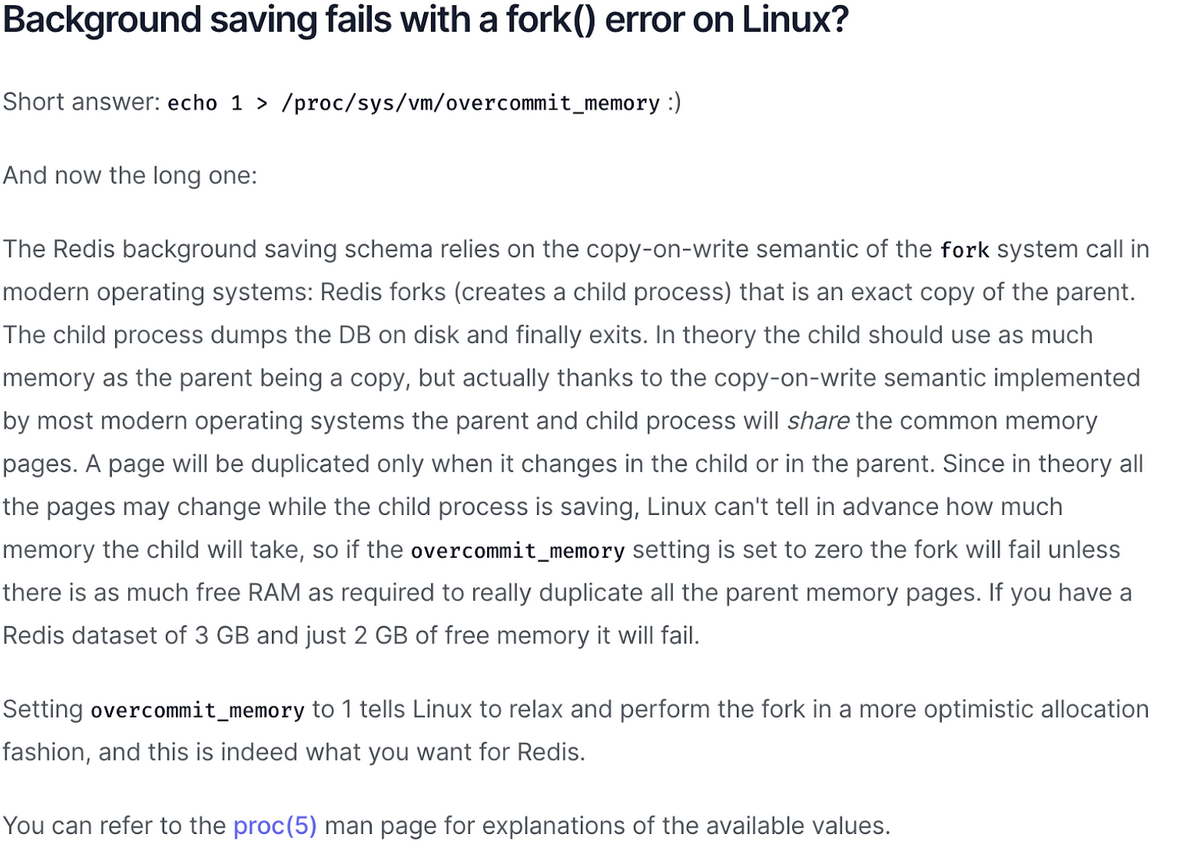 Background saving fails with a fork() error on Linux?
Short answer: echo 1 > /proc/sys/vm/overcommit_memory :)
And now the long one:
The Redis background saving schema relies on the copy-on-write semantic of the fork system call in
modern operating systems: Redis forks (creates a child process) that is an exact copy of the parent.
The child process dumps the DB on disk and finally exits. In theory the child should use as much
memory as the parent being a copy, but actually thanks to the copy-on-write semantic implemented
by most modern operating systems the parent and child process will share the common memory
pages. A page will be duplicated only when it changes in the child or in the parent. Since in theory all
the pages may change while the child process is saving, Linux can't tell in advance how much
memory the child will take, so if the overcommit_memory setting is set to zero the fork will fail unless
there is as much free RAM as required to really duplicate all the parent memory pages. If you have a
Redis dataset of 3 GB and just 2 GB of free memory it will fail.
Setting overcommit_memory to 1 tells Linux to relax and perform the fork in a more optimistic allocation
fashion, and this is indeed what you want for Redis.
You can refer to the proc(5) man page for explanations of the available values.